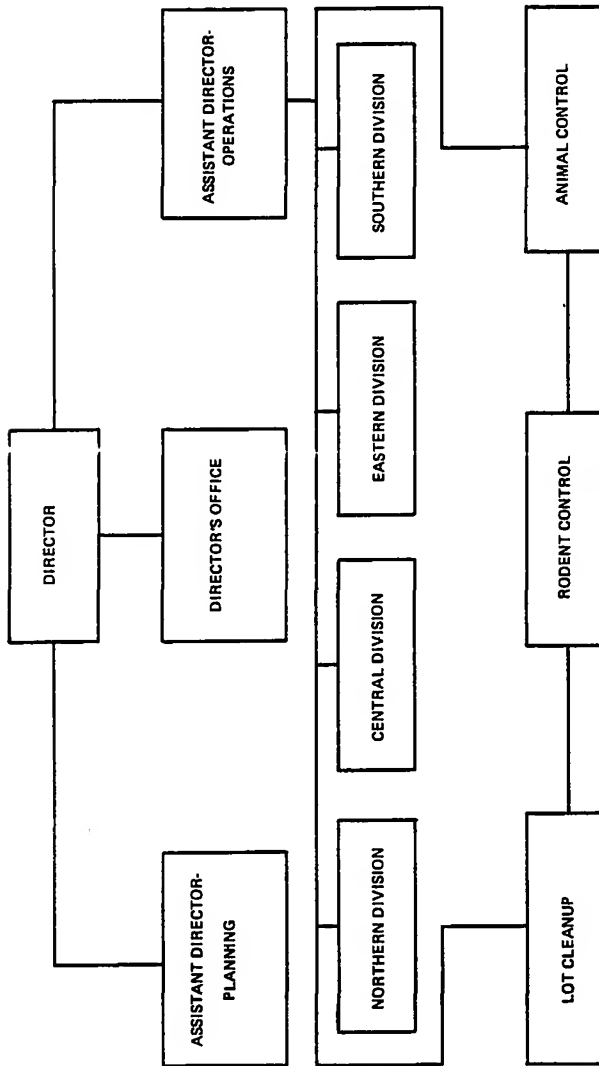 DIRECTOR
ASSISTANT DIRECTOR-
PLANNING
DIRECTOR'S OFFICE
ASSISTANT DIRECTOR-
OPERATIONS
NORTHERN DIVISION
CENTRAL DIVISION
EASTERN DIVISION
SOUTHERN DIVISION
LOT CLEANUP
RODENT CONTROL
ANIMAL CONTROL